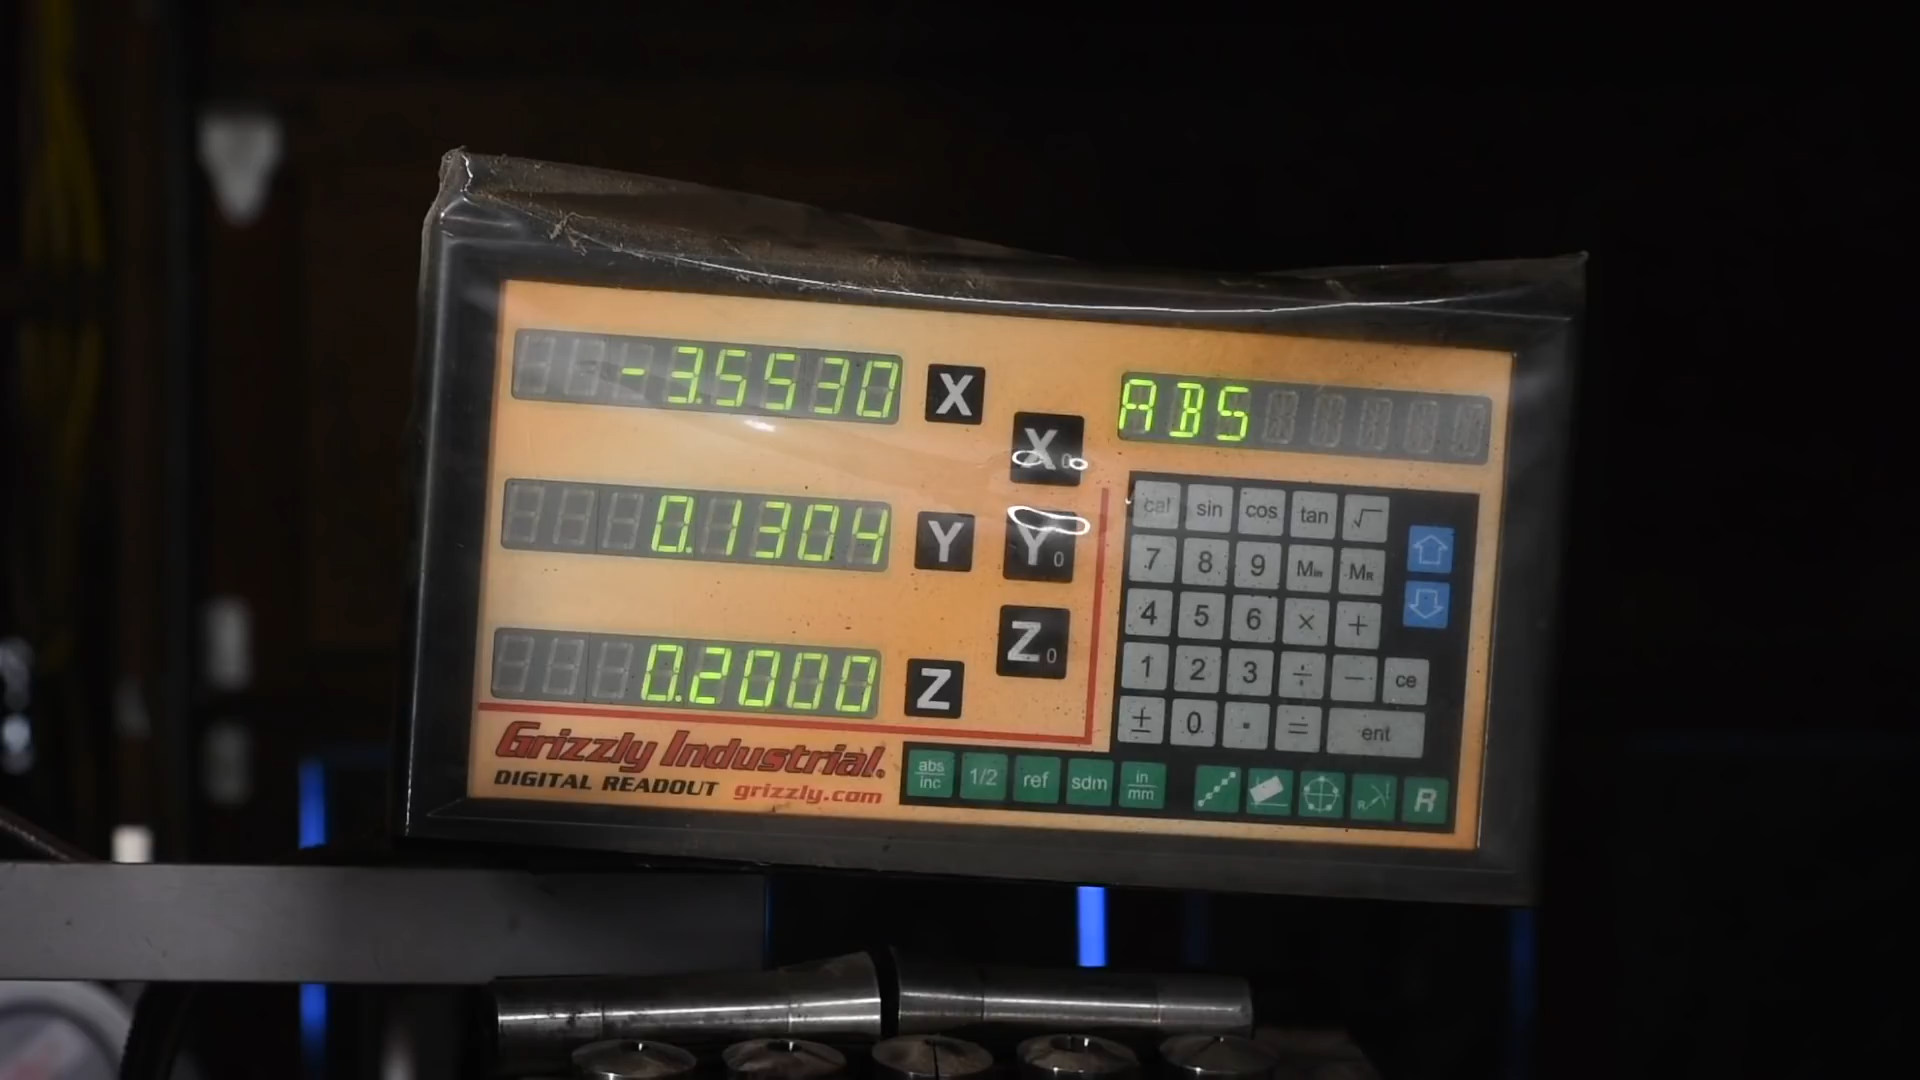 -3.5530 X ABS
X0
0.1304 Y Y0
0.2000 Z Z0
cal sin cos tan √
7 8 9 Min MR
4 5 6 × +
1 2 3 ÷ − ce
± 0 . = ent
Grizzly Industrial.
DIGITAL READOUT grizzly.com
abs/inc 1/2 ref sdm in/mm R R